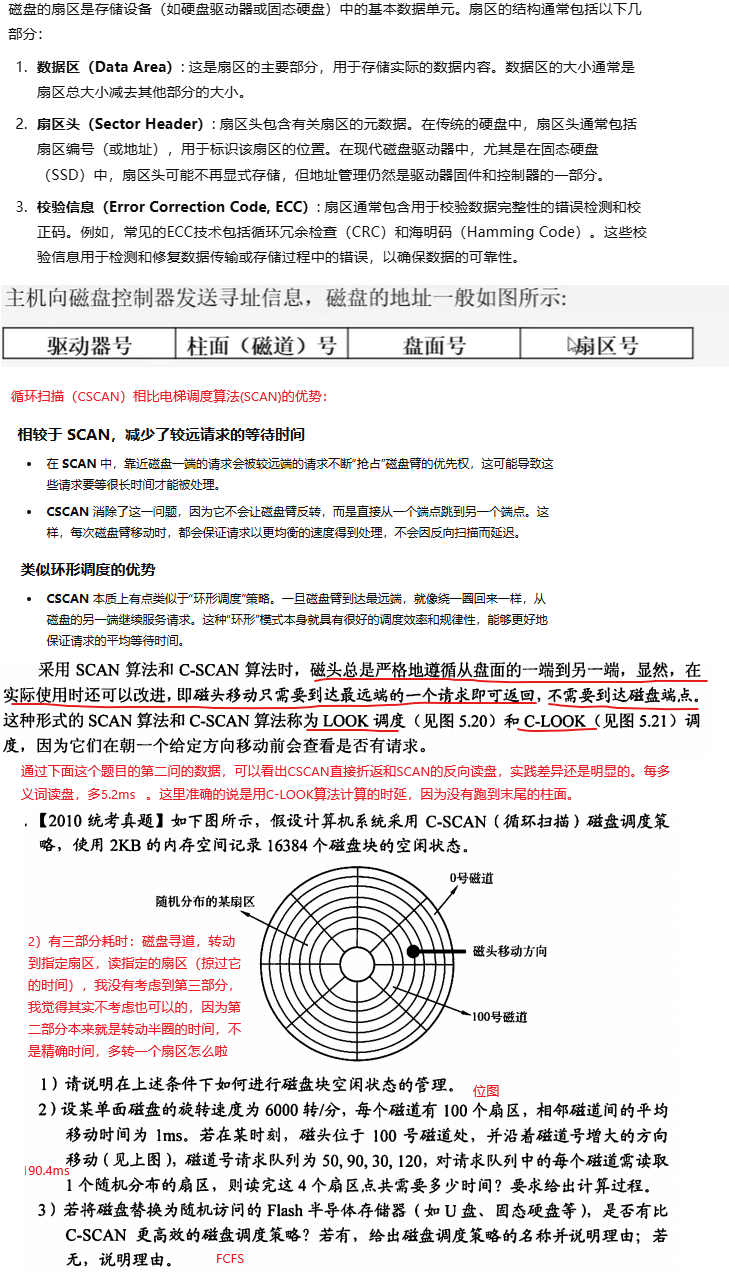 磁盘的扇区是存储设备（如硬盘驱动器或固态硬盘）中的基本数据单元。扇区的结构通常包括以下几
部分：
1. 数据区（Data Area）: 这是扇区的主要部分，用于存储实际的数据内容。数据区的大小通常是
扇区总大小减去其他部分的大小。
2. 扇区头（Sector Header）: 扇区头包含有关扇区的元数据。在传统的硬盘中，扇区头通常包括
扇区编号（或地址），用于标识该扇区的位置。在现代磁盘驱动器中，尤其是在固态硬盘
（SSD）中，扇区头可能不再显式存储，但地址管理仍然是驱动器固件和控制器的一部分。
3. 校验信息（Error Correction Code, ECC）: 扇区通常包含用于校验数据完整性的错误检测和校
正码。例如，常见的ECC技术包括循环冗余检查（CRC）和海明码（Hamming Code）。这些校
验信息用于检测和修复数据传输或存储过程中的错误，以确保数据的可靠性。
主机向磁盘控制器发送寻址信息，磁盘的地址一般如图所示:
驱动器号 柱面（磁道）号 盘面号 扇区号
循环扫描（CSCAN）相比电梯调度算法(SCAN)的优势：
相较于 SCAN，减少了较远请求的等待时间
• 在 SCAN 中，靠近磁盘一端的请求会被较远端的请求不断“抢占”磁盘臂的优先权，这可能导致这
些请求要等很长时间才能被处理。
• CSCAN 消除了这一问题，因为它不会让磁盘臂反转，而是直接从一个端点跳到另一个端点。这
样，每次磁盘臂移动时，都会保证请求以更均衡的速度得到处理，不会因反向扫描而延迟。
类似环形调度的优势
• CSCAN 本质上有点类似于“环形调度”策略。一旦磁盘臂到达最远端，就像绕一圈回来一样，从
磁盘的另一端继续服务请求。这种“环形”模式本身就具有很好的调度效率和规律性，能够更好地
保证请求的平均等待时间。
采用 SCAN 算法和 C-SCAN 算法时，磁头总是严格地遵循从盘面的一端到另一端，显然，在
实际使用时还可以改进，即磁头移动只需要到达最远端的一个请求即可返回，不需要到达磁盘端点。
这种形式的 SCAN 算法和 C-SCAN 算法称为 LOOK 调度（见图 5.20）和 C-LOOK（见图 5.21）调
度，因为它们在朝一个给定方向移动前会查看是否有请求。
通过下面这个题目的第二问的数据，可以看出CSCAN直接折返和SCAN的反向读盘，实践差异还是明显的。每多
义词读盘，多5.2ms 。这里准确的说是用C-LOOK算法计算的时延，因为没有跑到末尾的柱面。
. 【2010 统考真题】如下图所示，假设计算机系统采用 C-SCAN（循环扫描）磁盘调度策
略，使用 2KB 的内存空间记录 16384 个磁盘块的空闲状态。
0号磁道
随机分布的某扇区
磁头移动方向
100号磁道
2）有三部分耗时：磁盘寻道，转动
到指定扇区，读指定的扇区（掠过它
的时间），我没有考虑到第三部分，
我觉得其实不考虑也可以的，因为第
二部分本来就是转动半圈的时间，不
是精确时间，多转一个扇区怎么啦
1）请说明在上述条件下如何进行磁盘块空闲状态的管理。 位图
2）设某单面磁盘的旋转速度为 6000 转/分，每个磁道有 100 个扇区，相邻磁道间的平均
移动时间为 1ms。若在某时刻，磁头位于 100 号磁道处，并沿着磁道号增大的方向
移动（见上图），磁道号请求队列为 50, 90, 30, 120，对请求队列中的每个磁道需读取
190.4ms
1 个随机分布的扇区，则读完这 4 个扇区点共需要多少时间？要求给出计算过程。
3）若将磁盘替换为随机访问的 Flash 半导体存储器（如 U 盘、固态硬盘等），是否有比
C-SCAN 更高效的磁盘调度策略？若有，给出磁盘调度策略的名称并说明理由；若
无，说明理由。 FCFS